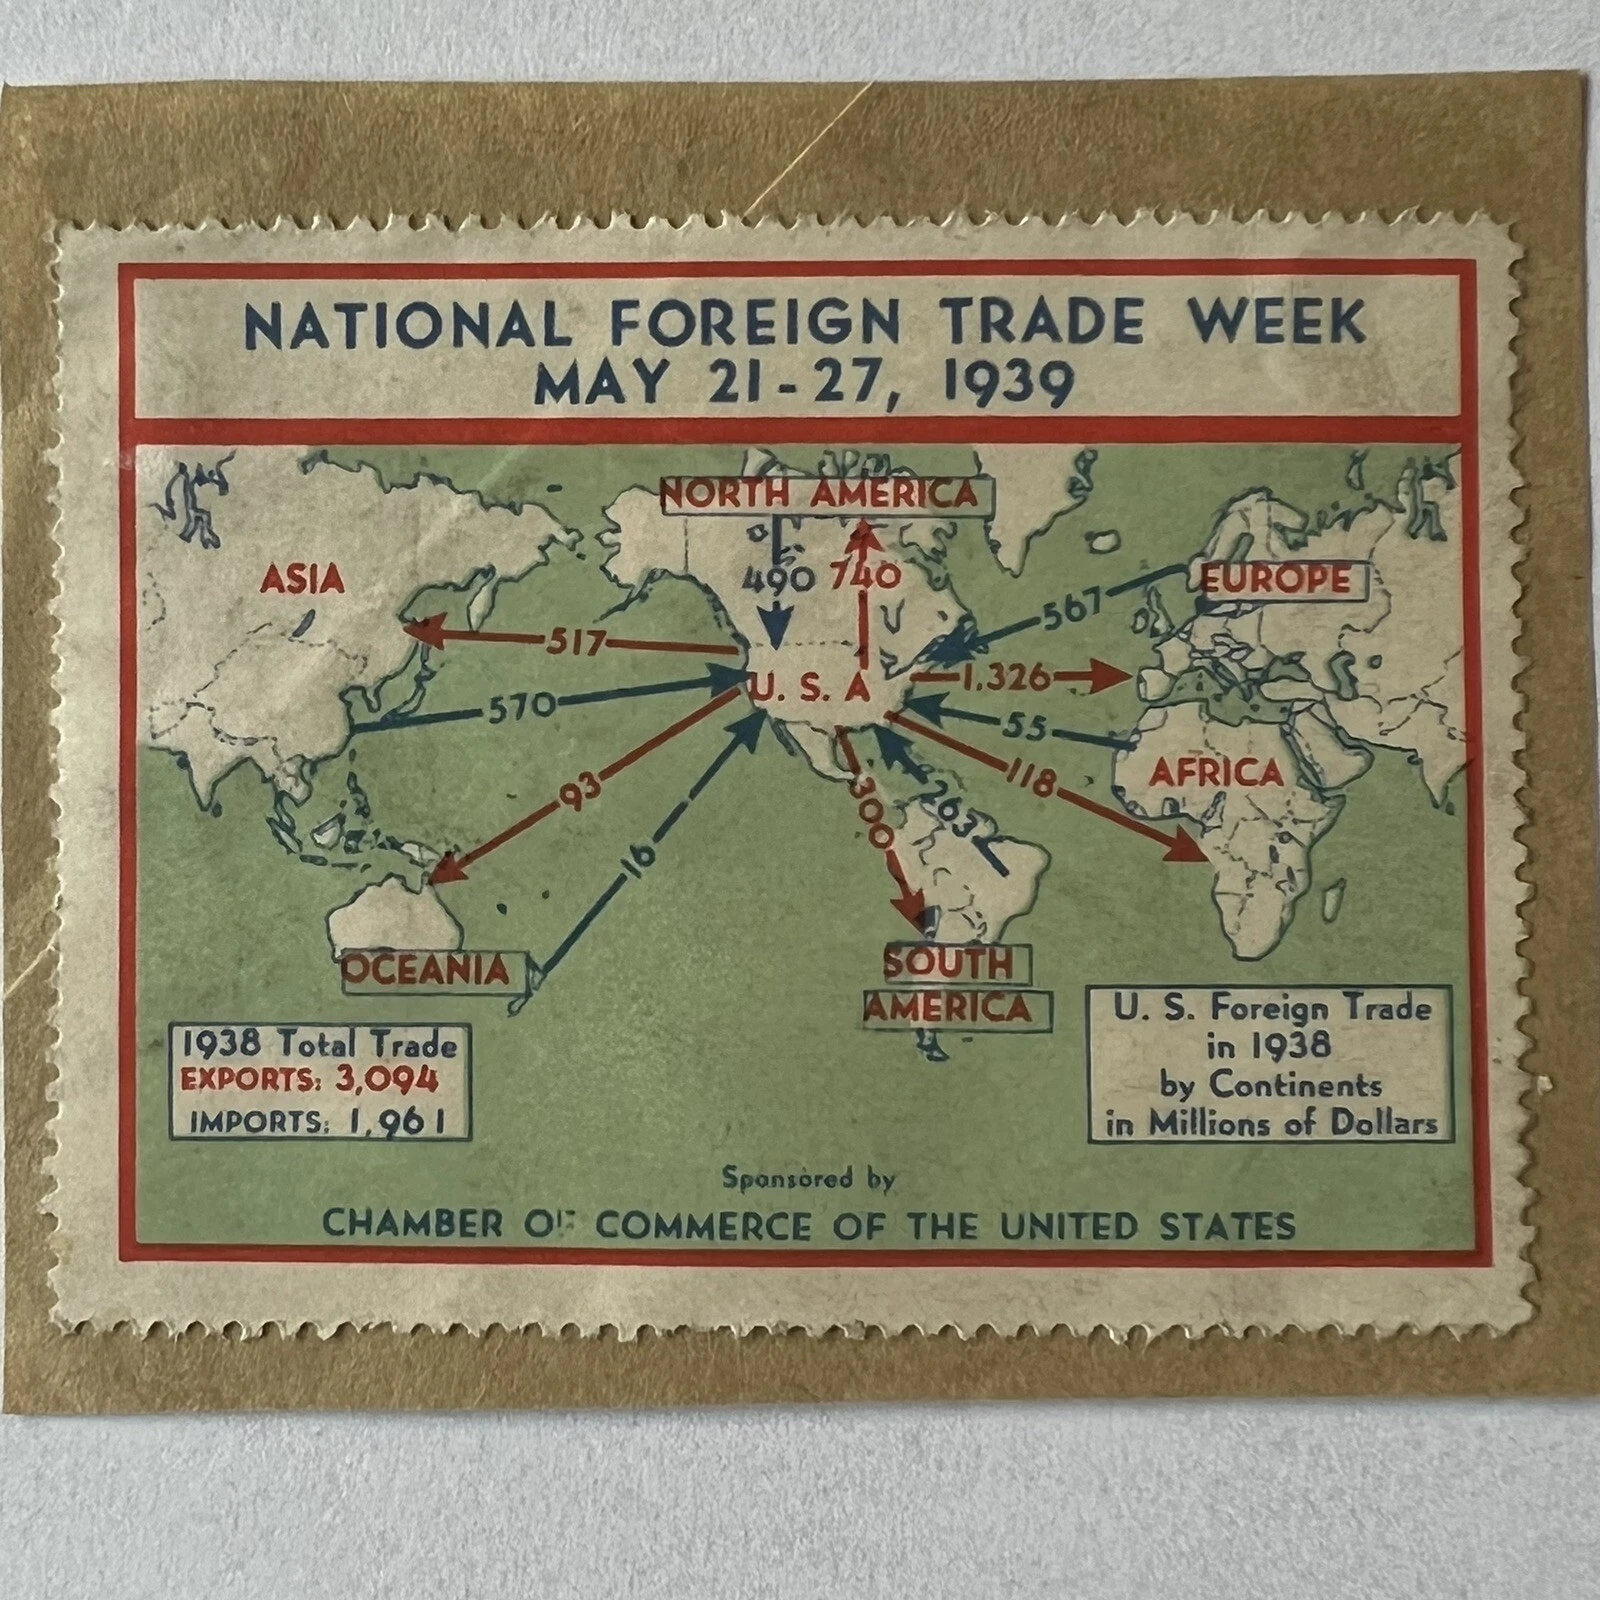 NATIONAL FOREIGN TRADE WEEK
MAY 21-27, 1939
NORTH AMERICA
490 740
ASIA
EUROPE
567
517
U. S. A
1.326
570
55
93
118
AFRICA
300
263
16
OCEANIA
SOUTH
AMERICA
1938 Total Trade
EXPORTS: 3,094
IMPORTS: 1,961
U. S. Foreign Trade
in 1938
by Continents
in Millions of Dollars
Sponsored by
CHAMBER OF COMMERCE OF THE UNITED STATES